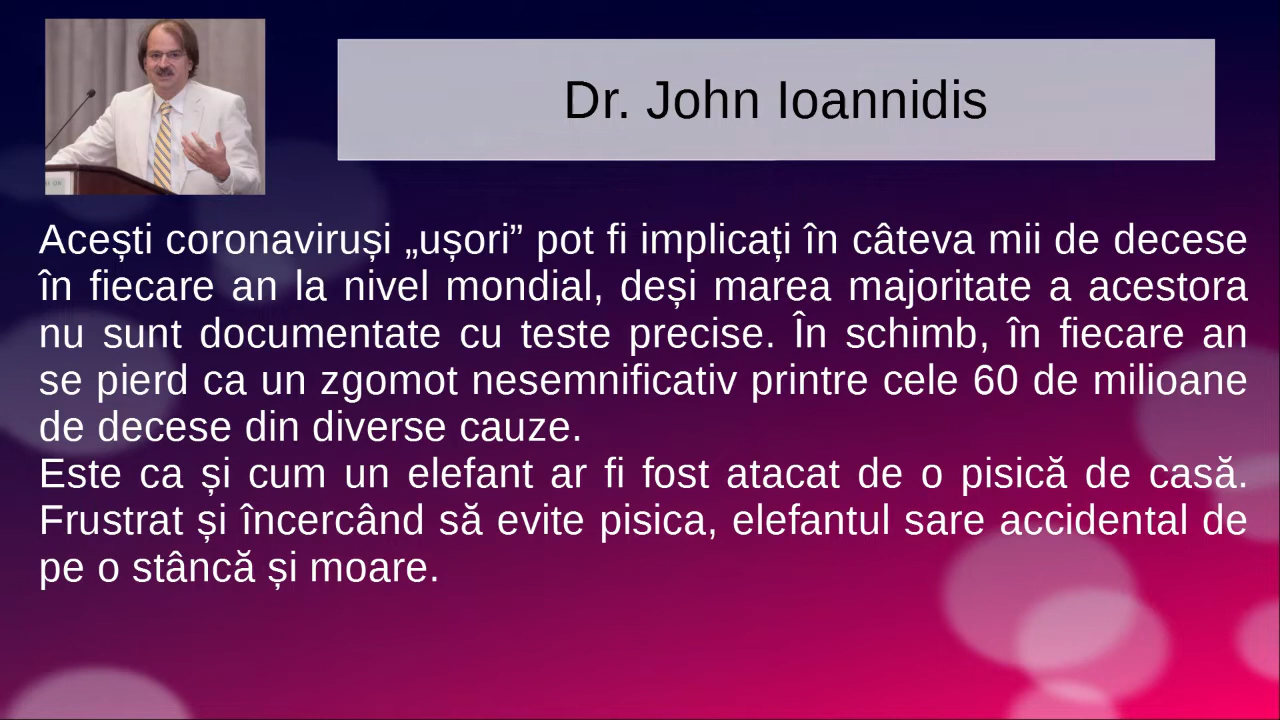 Dr. John Ioannidis
Acești coronaviruși „ușori” pot fi implicați în câteva mii de decese
în fiecare an la nivel mondial, deși marea majoritate a acestora
nu sunt documentate cu teste precise. În schimb, în fiecare an
se pierd ca un zgomot nesemnificativ printre cele 60 de milioane
de decese din diverse cauze.
Este ca și cum un elefant ar fi fost atacat de o pisică de casă.
Frustrat și încercând să evite pisica, elefantul sare accidental de
pe o stâncă și moare.